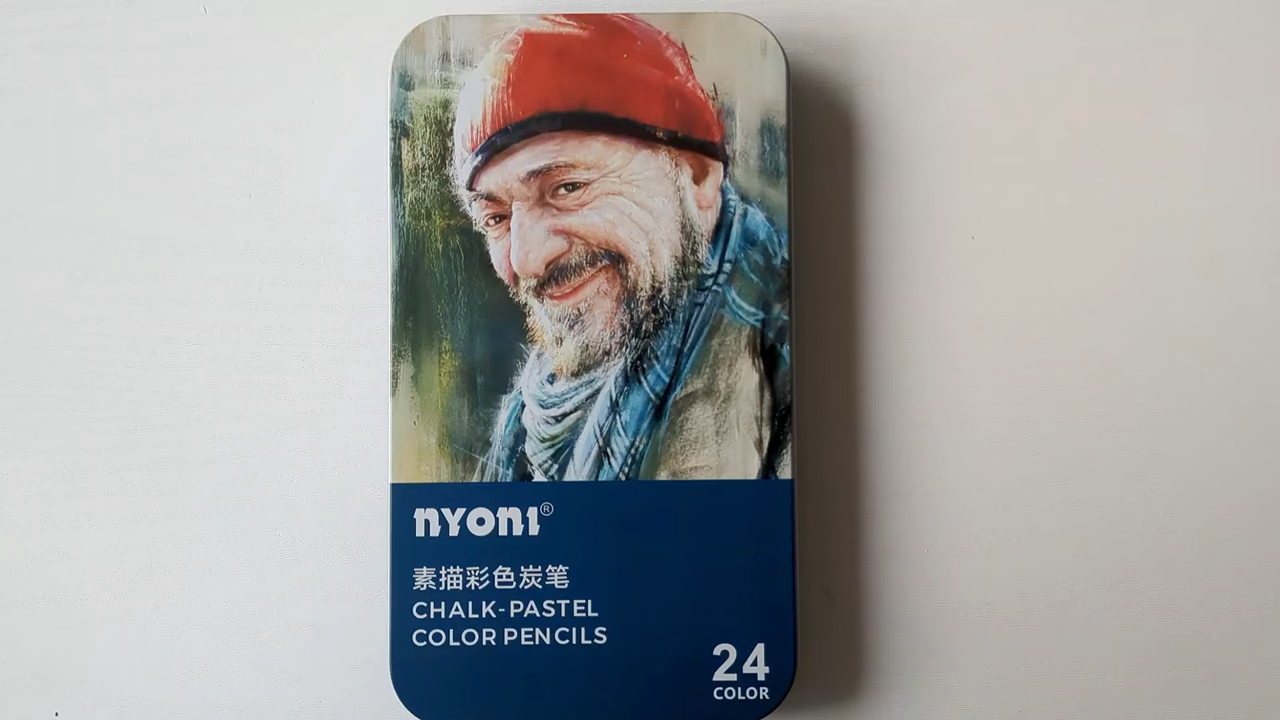 nyoni®
素描彩色炭笔
CHALK-PASTEL
COLOR PENCILS
24
COLOR